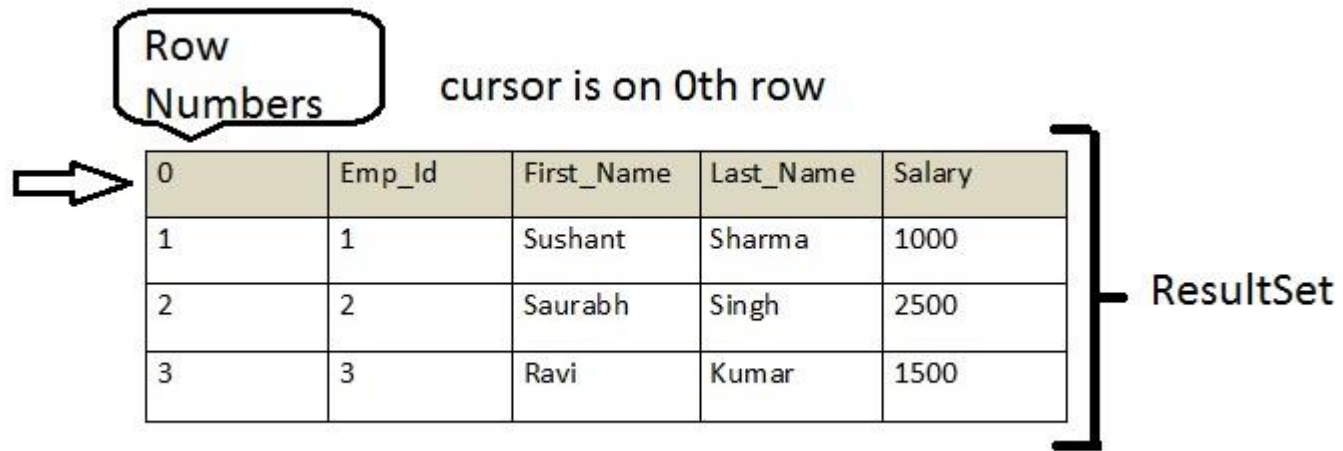 Row
Numbers
cursor is on 0th row
0 Emp_Id First_Name Last_Name Salary
1 1 Sushant Sharma 1000
2 2 Saurabh Singh 2500
3 3 Ravi Kumar 1500
ResultSet